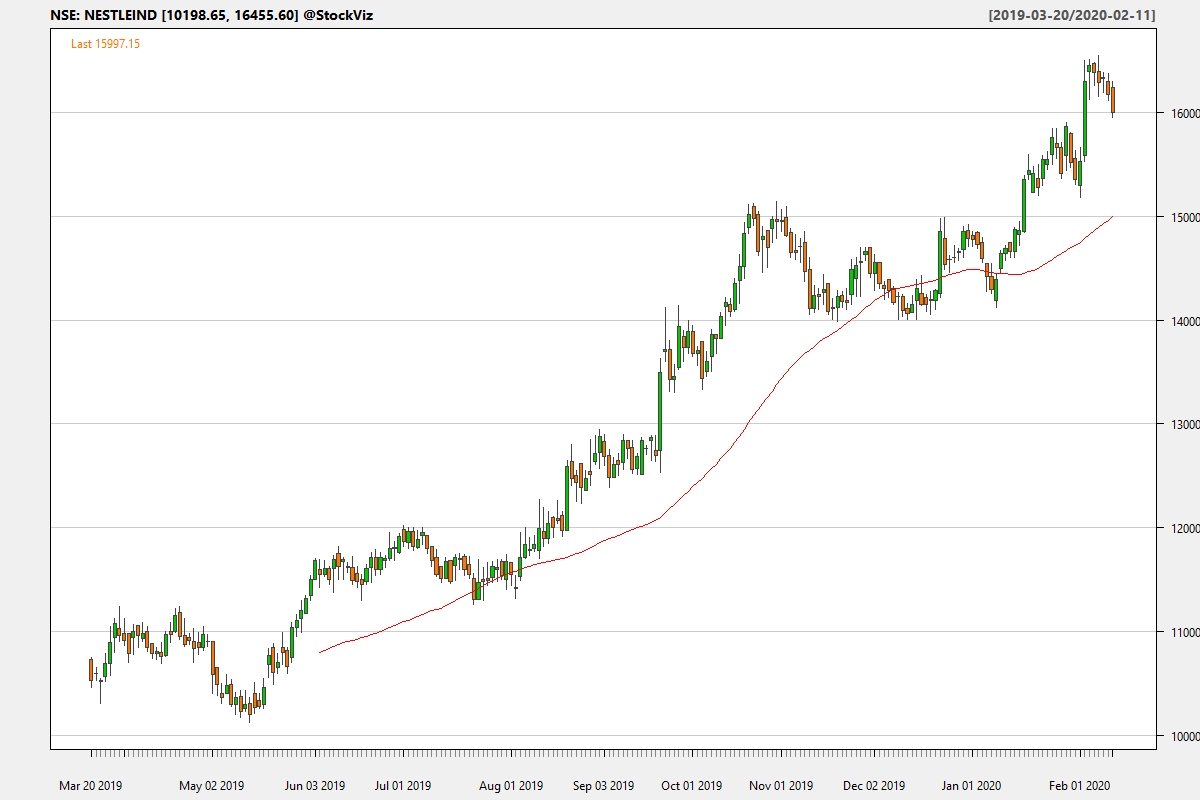 NSE: NESTLEIND [10198.65, 16455.60] @StockViz
[2019-03-20/2020-02-11]
Last 15997.15
16000
15000
14000
13000
12000
11000
10000
Mar 20 2019 May 02 2019 Jun 03 2019 Jul 01 2019 Aug 01 2019 Sep 03 2019 Oct 01 2019 Nov 01 2019 Dec 02 2019 Jan 01 2020 Feb 01 2020